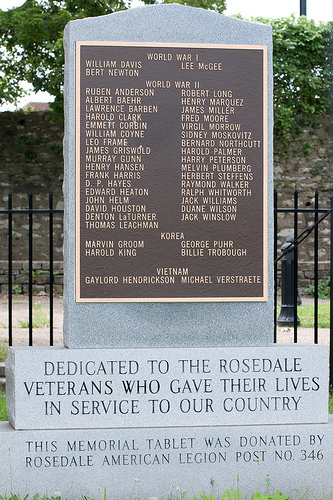 WORLD WAR I
WILLIAM DAVIS LEE McGEE
BERT NEWTON
WORLD WAR II
RUBEN ANDERSON ROBERT LONG
ALBERT BAEHR HENRY MARQUEZ
LAWRENCE BARBEN JAMES MILLER
HAROLD CLARK FRED MOORE
EMMETT CORBIN VIRGIL MORROW
WILLIAM COYNE SIDNEY MOSKOVITZ
LEO FRAME BERNARD NORTHCUTT
JAMES GRISWOLD HAROLD PALMER
MURRAY GUNN HARRY PETERSON
HENRY HANSEN MELVIN PLUMBERG
FRANK HARRIS HERBERT STEFFENS
D. P. HAYES RAYMOND WALKER
EDWARD HEATON RALPH WHITWORTH
JOHN HELM JACK WILLIAMS
DAVID HOUSTON DUANE WILSON
DENTON LaTURNER JACK WINSLOW
THOMAS LEACHMAN
KOREA
MARVIN GROOM GEORGE PUHR
HAROLD KING BILLIE TROBOUGH
VIETNAM
GAYLORD HENDRICKSON MICHAEL VERSTRAETE
DEDICATED TO THE ROSEDALE
VETERANS WHO GAVE THEIR LIVES
IN SERVICE TO OUR COUNTRY
THIS MEMORIAL TABLET WAS DONATED BY
ROSEDALE AMERICAN LEGION POST NO. 346